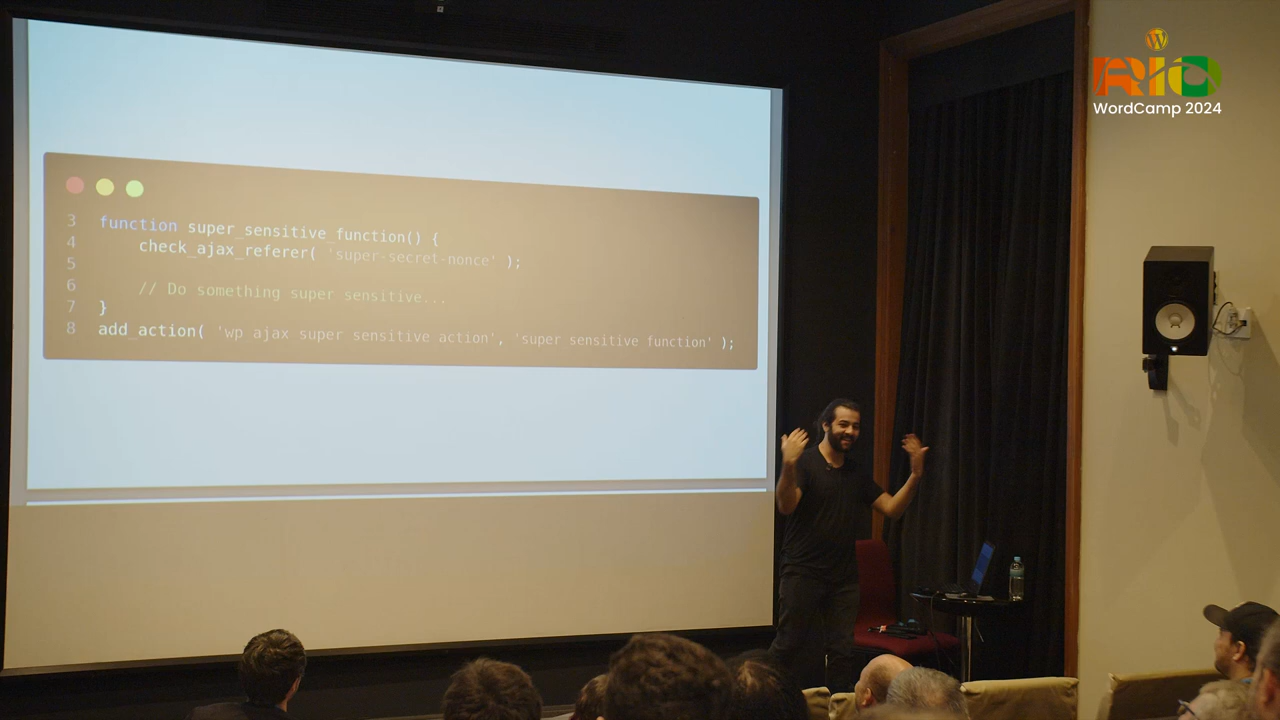 3 function super_sensitive_function() {
4 check_ajax_referer( 'super-secret-nonce' );
5
6 // Do something super sensitive...
7 }
8 add_action( 'wp_ajax_super_sensitive_action', 'super_sensitive_function' );
RIO
WordCamp 2024